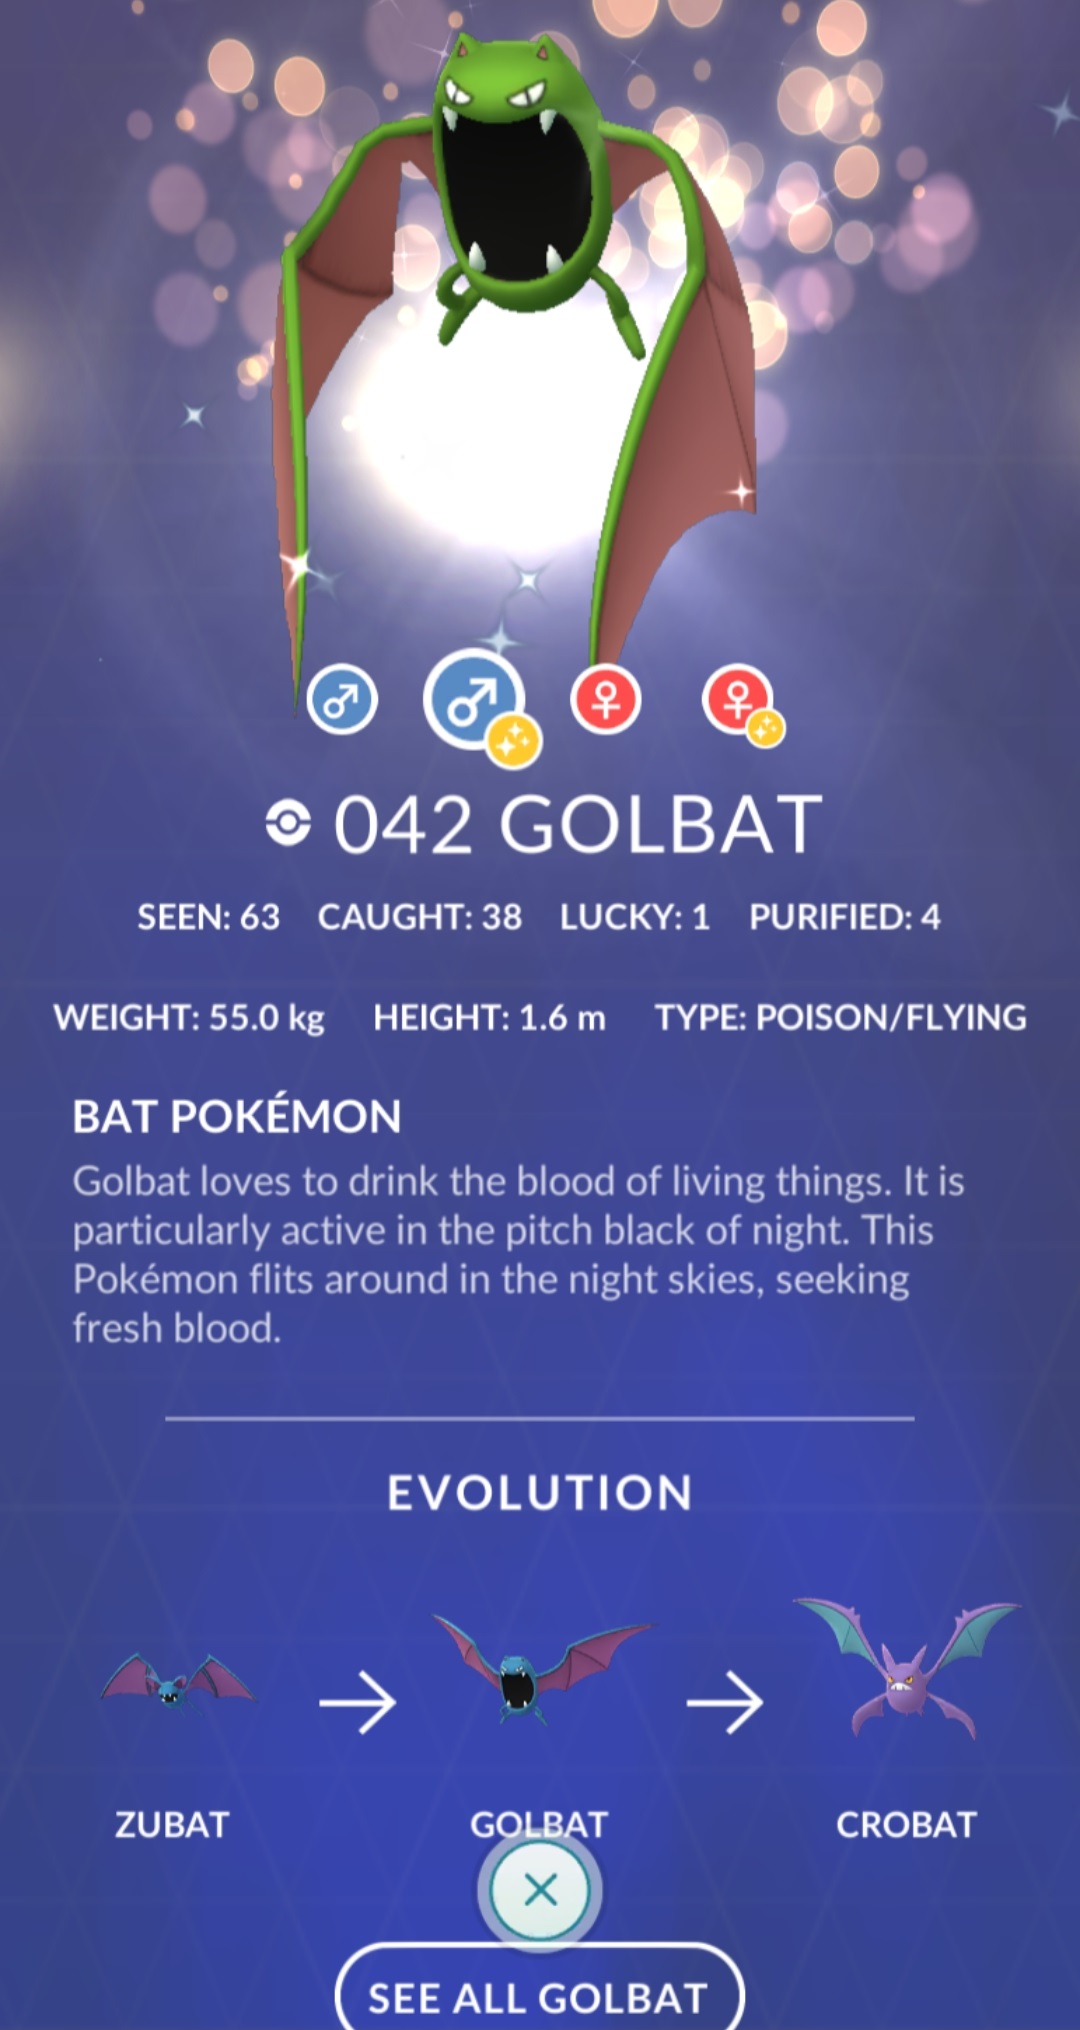 042 GOLBAT
SEEN: 63 CAUGHT: 38 LUCKY: 1 PURIFIED: 4
WEIGHT: 55.0 kg HEIGHT: 1.6 m TYPE: POISON/FLYING
BAT POKÉMON
Golbat loves to drink the blood of living things. It is
particularly active in the pitch black of night. This
Pokémon flits around in the night skies, seeking
fresh blood.
EVOLUTION
ZUBAT GOLBAT CROBAT
SEE ALL GOLBAT